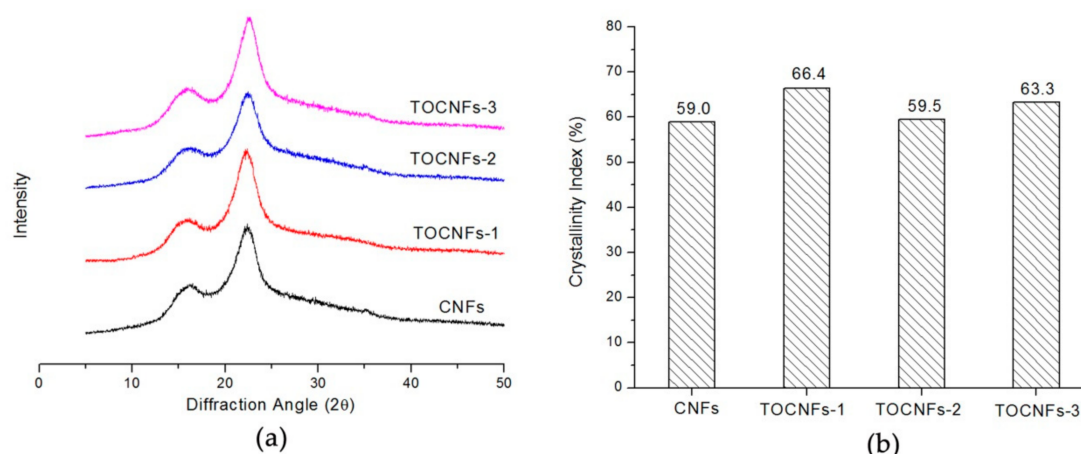 TOCNFs-3
TOCNFs-2
TOCNFs-1
CNFs
Intensity
0 10 20 30 40 50
Diffraction Angle (2θ)
(a)
80
70
60
50
40
30
20
10
0
Crystallinity Index (%)
59.0
66.4
59.5
63.3
CNFs TOCNFs-1 TOCNFs-2 TOCNFs-3
(b)